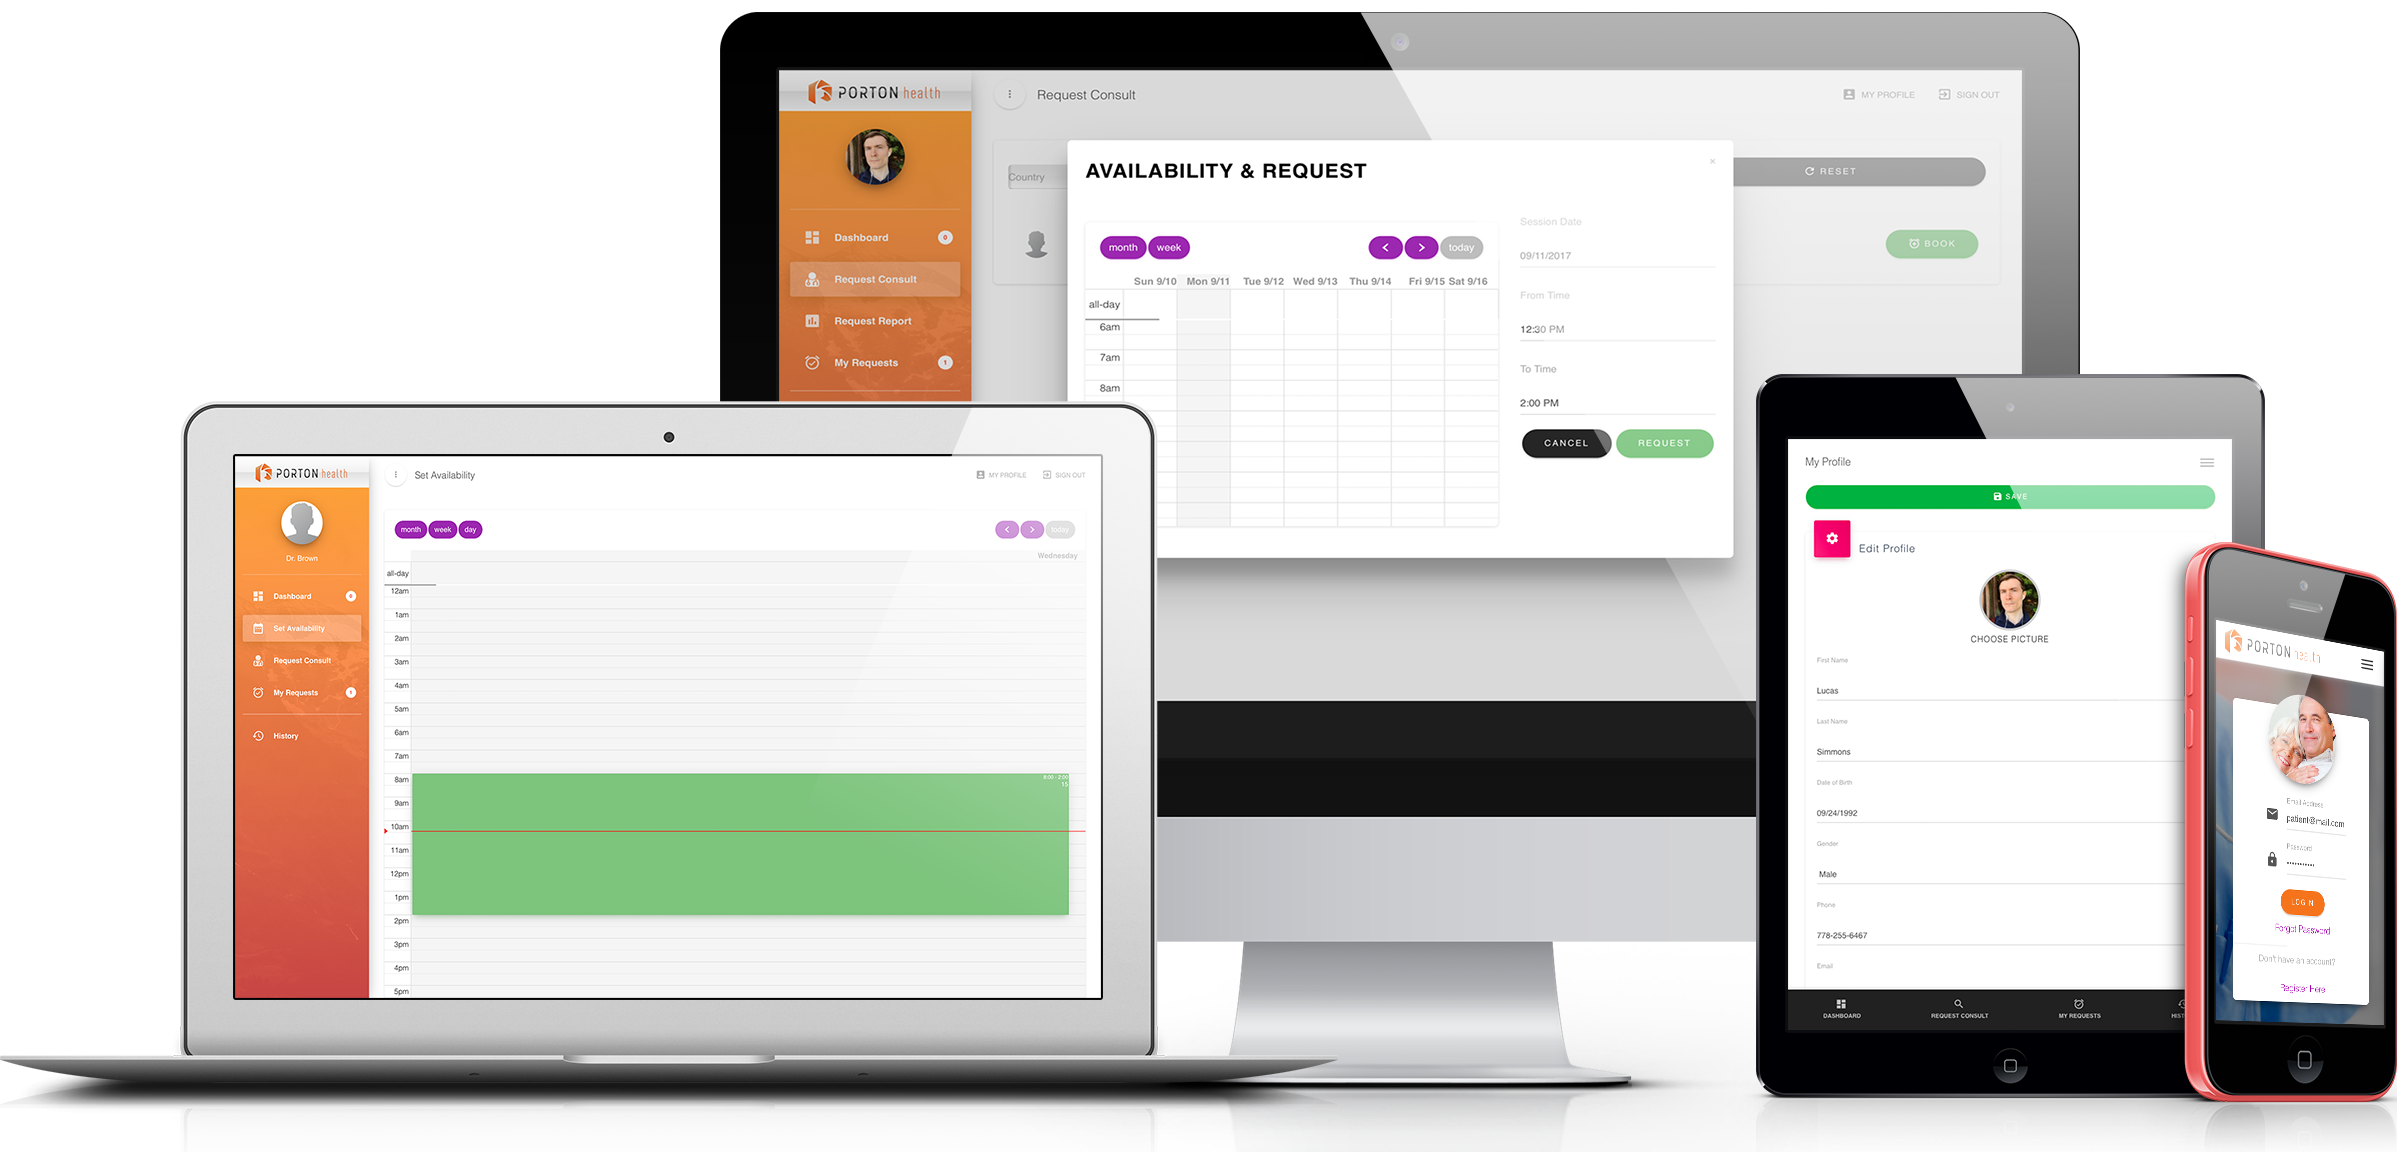 PORTON health
Request Consult
MY PROFILE
SIGN OUT
Country
RESET
BOOK
Dashboard 0
Request Consult
Request Report
My Requests 1
AVAILABILITY & REQUEST
×
month week
< > today
Sun 9/10 Mon 9/11 Tue 9/12 Wed 9/13 Thu 9/14 Fri 9/15 Sat 9/16
all-day
6am
7am
8am
Session Date
09/11/2017
From Time
12:30 PM
To Time
2:00 PM
CANCEL REQUEST
PORTON health
Set Availability
MY PROFILE
SIGN OUT
Dr. Brown
Dashboard 0
Set Availability
Request Consult
My Requests 1
History
month week day
< > today
Wednesday
all-day
12am
1am
2am
3am
4am
5am
6am
7am
8am
8:00 - 2:00
15
9am
10am
11am
12pm
1pm
2pm
3pm
4pm
5pm
My Profile
SAVE
Edit Profile
CHOOSE PICTURE
First Name
Lucas
Last Name
Simmons
Date of Birth
09/24/1992
Gender
Male
Phone
778-255-6467
Email
DASHBOARD
REQUEST CONSULT
MY REQUESTS
HIST
PORTON health
Email Address
patient@mail.com
Password
LOG IN
Forgot Password
Don't have an account?
Register Here